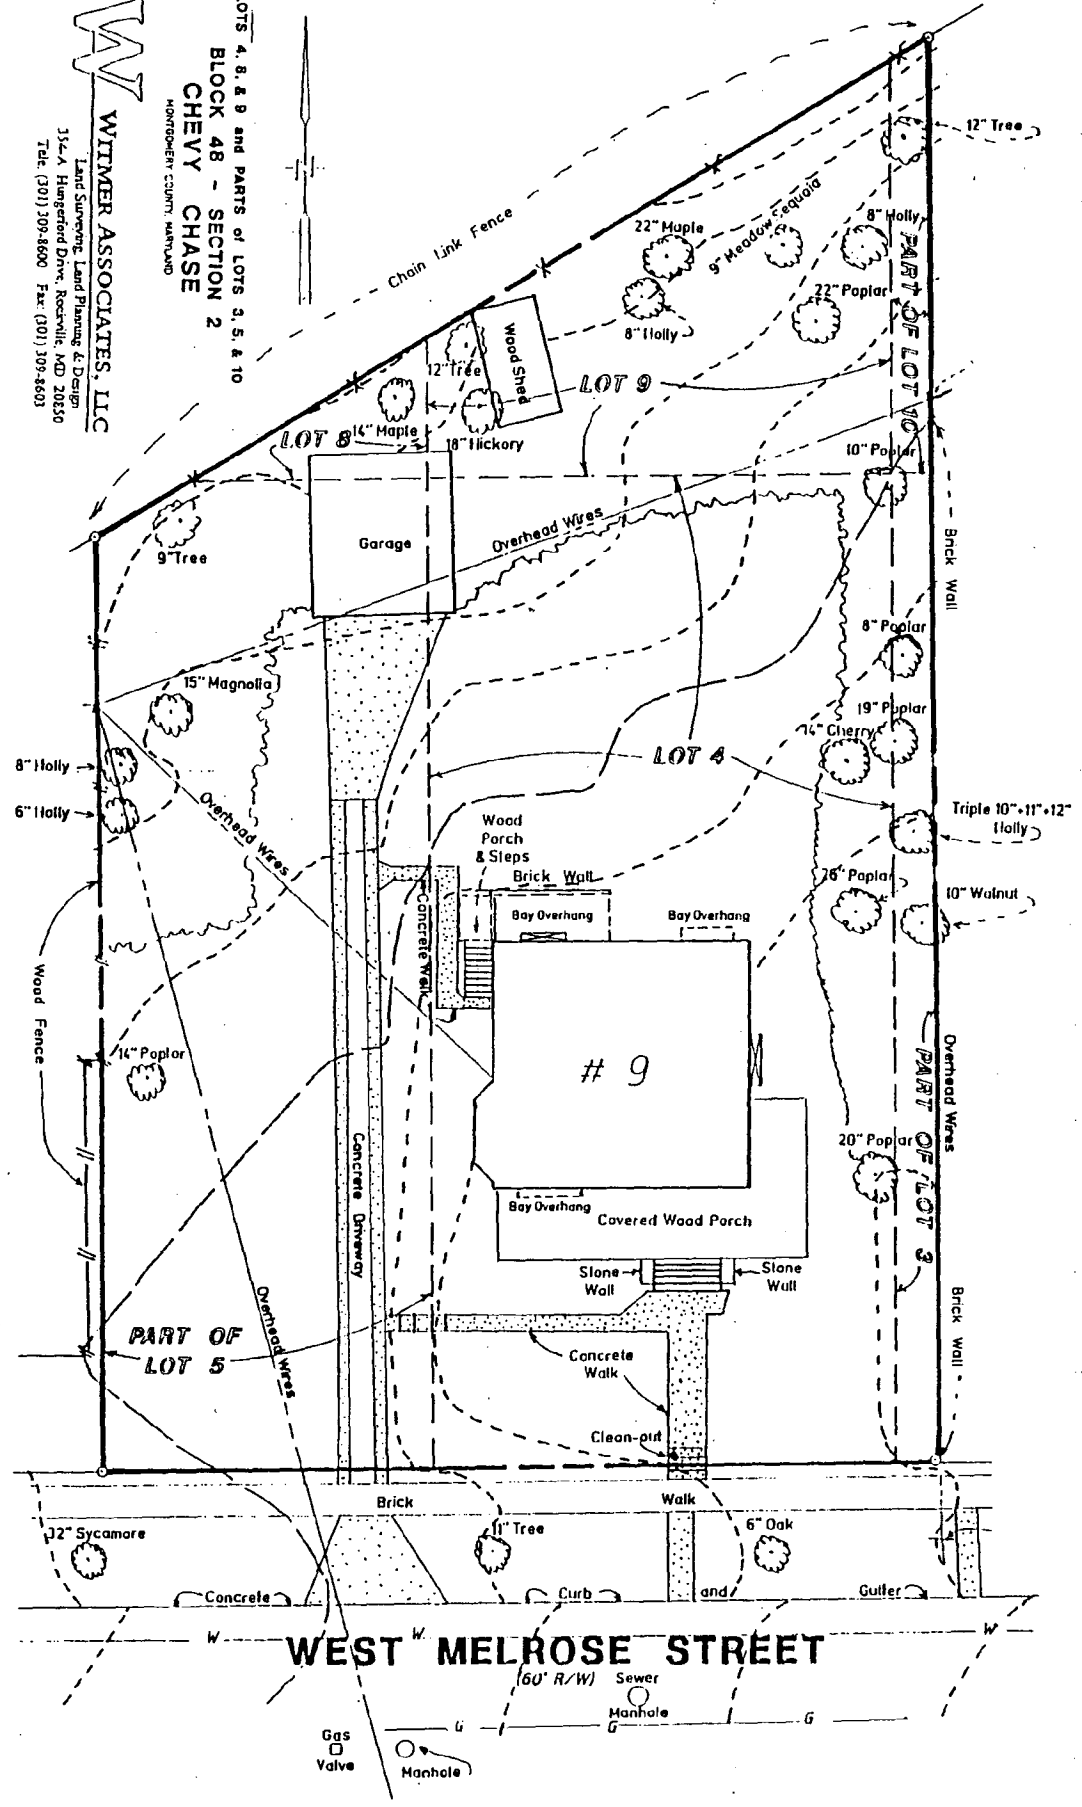 LOTS 4, 8, & 9 and PARTS of LOTS 3, 5, & 10
BLOCK 48 - SECTION 2
CHEVY CHASE
MONTGOMERY COUNTY, MARYLAND
W
WITMER ASSOCIATES, LLC
Land Surveying, Land Planning & Design
354-A Hungerford Drive, Rockville, MD 20850
Tele. (301) 309-8600 Fax: (301) 309-8603
12" Tree
Chain Link Fence
22" Maple
9" Meadow Sequoia
8" Holly
PART OF LOT 10
22" Poplar
8" Holly
Wood Shed
12" Tree
LOT 9
14" Maple
LOT 8
18" Hickory
10" Poplar
Overhead Wires
Garage
9" Tree
Brick Wall
8" Poplar
15" Magnolia
19" Poplar
14" Cherry
LOT 4
8" Holly
6" Holly
Overhead Wires
Wood
Porch
& Steps
Triple 10"+11"+12"
Holly
Brick Wall
26" Poplar
10" Walnut
Bay Overhang
Bay Overhang
Concrete Walk
Wood Fence
14" Poplar
# 9
Overhead Wires
PART OF LOT 3
20" Poplar
Concrete Driveway
Bay Overhang
Covered Wood Porch
Stone
Wall
Stone
Wall
Overhead Wires
Brick Wall
PART OF
LOT 5
Concrete
Walk
Clean-out
Brick
Walk
32" Sycamore
11" Tree
6" Oak
Concrete
Curb
and
Gutter
W
W
W
WEST MELROSE STREET
(60' R/W)
Sewer
Manhole
G
G
G
Gas
Valve
Manhole